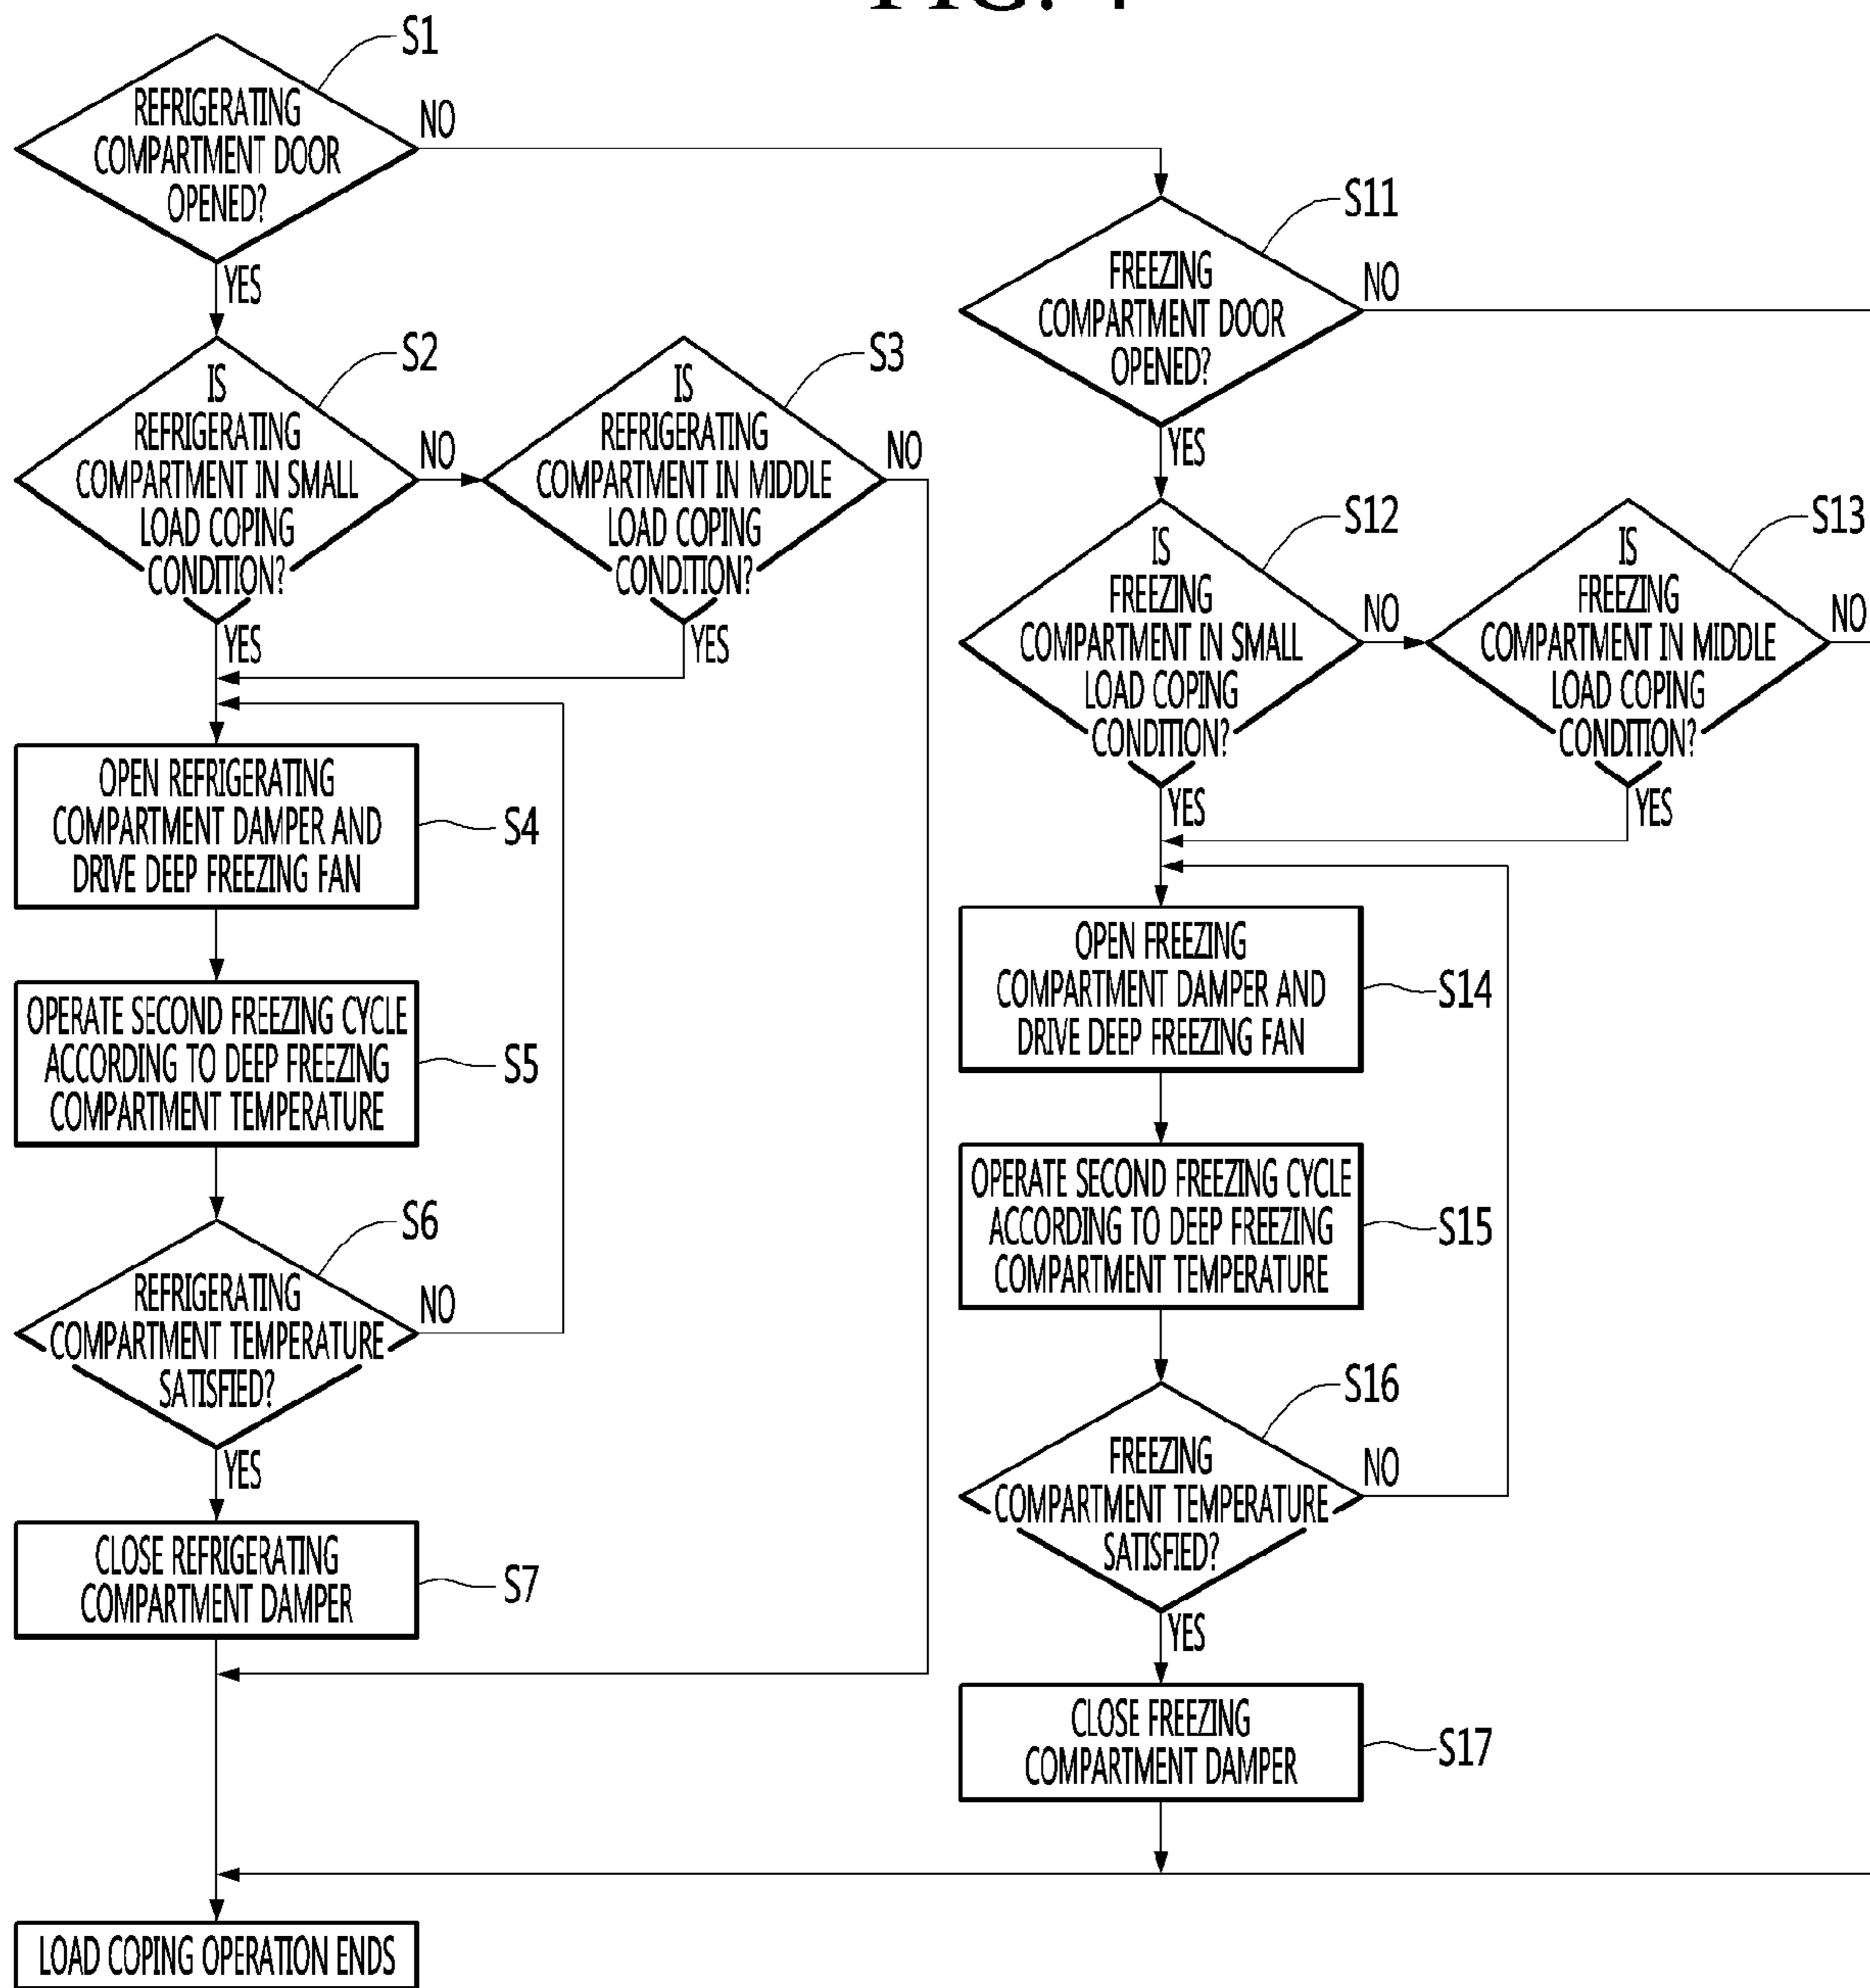 FIG. 4
S1
REFRIGERATING
COMPARTMENT DOOR
OPENED?
NO
YES
S2
IS
REFRIGERATING
COMPARTMENT IN SMALL
LOAD COPING
CONDITION?
NO
YES
S3
IS
REFRIGERATING
COMPARTMENT IN MIDDLE
LOAD COPING
CONDITION?
NO
YES
OPEN REFRIGERATING
COMPARTMENT DAMPER AND
DRIVE DEEP FREEZING FAN
S4
OPERATE SECOND FREEZING CYCLE
ACCORDING TO DEEP FREEZING
COMPARTMENT TEMPERATURE
S5
S6
REFRIGERATING
COMPARTMENT TEMPERATURE
SATISFIED?
NO
YES
CLOSE REFRIGERATING
COMPARTMENT DAMPER
S7
S11
FREEZING
COMPARTMENT DOOR
OPENED?
NO
YES
S12
IS
FREEZING
COMPARTMENT IN SMALL
LOAD COPING
CONDITION?
NO
YES
S13
IS
FREEZING
COMPARTMENT IN MIDDLE
LOAD COPING
CONDITION?
NO
YES
OPEN FREEZING
COMPARTMENT DAMPER AND
DRIVE DEEP FREEZING FAN
S14
OPERATE SECOND FREEZING CYCLE
ACCORDING TO DEEP FREEZING
COMPARTMENT TEMPERATURE
S15
S16
FREEZING
COMPARTMENT TEMPERATURE
SATISFIED?
NO
YES
CLOSE FREEZING
COMPARTMENT DAMPER
S17
LOAD COPING OPERATION ENDS